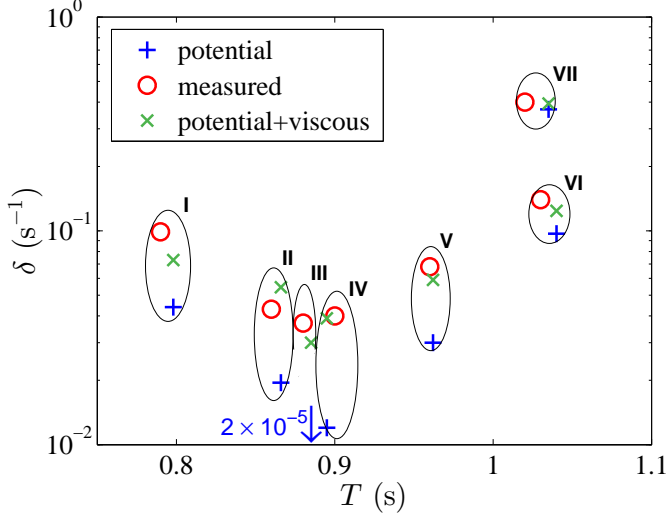 10⁰
potential
measured
potential+viscous
VII
VI
10⁻¹
I
V
II
III
IV
δ (s⁻¹)
2 × 10⁻⁵
10⁻²
0.8
0.9
1
1.1
T (s)